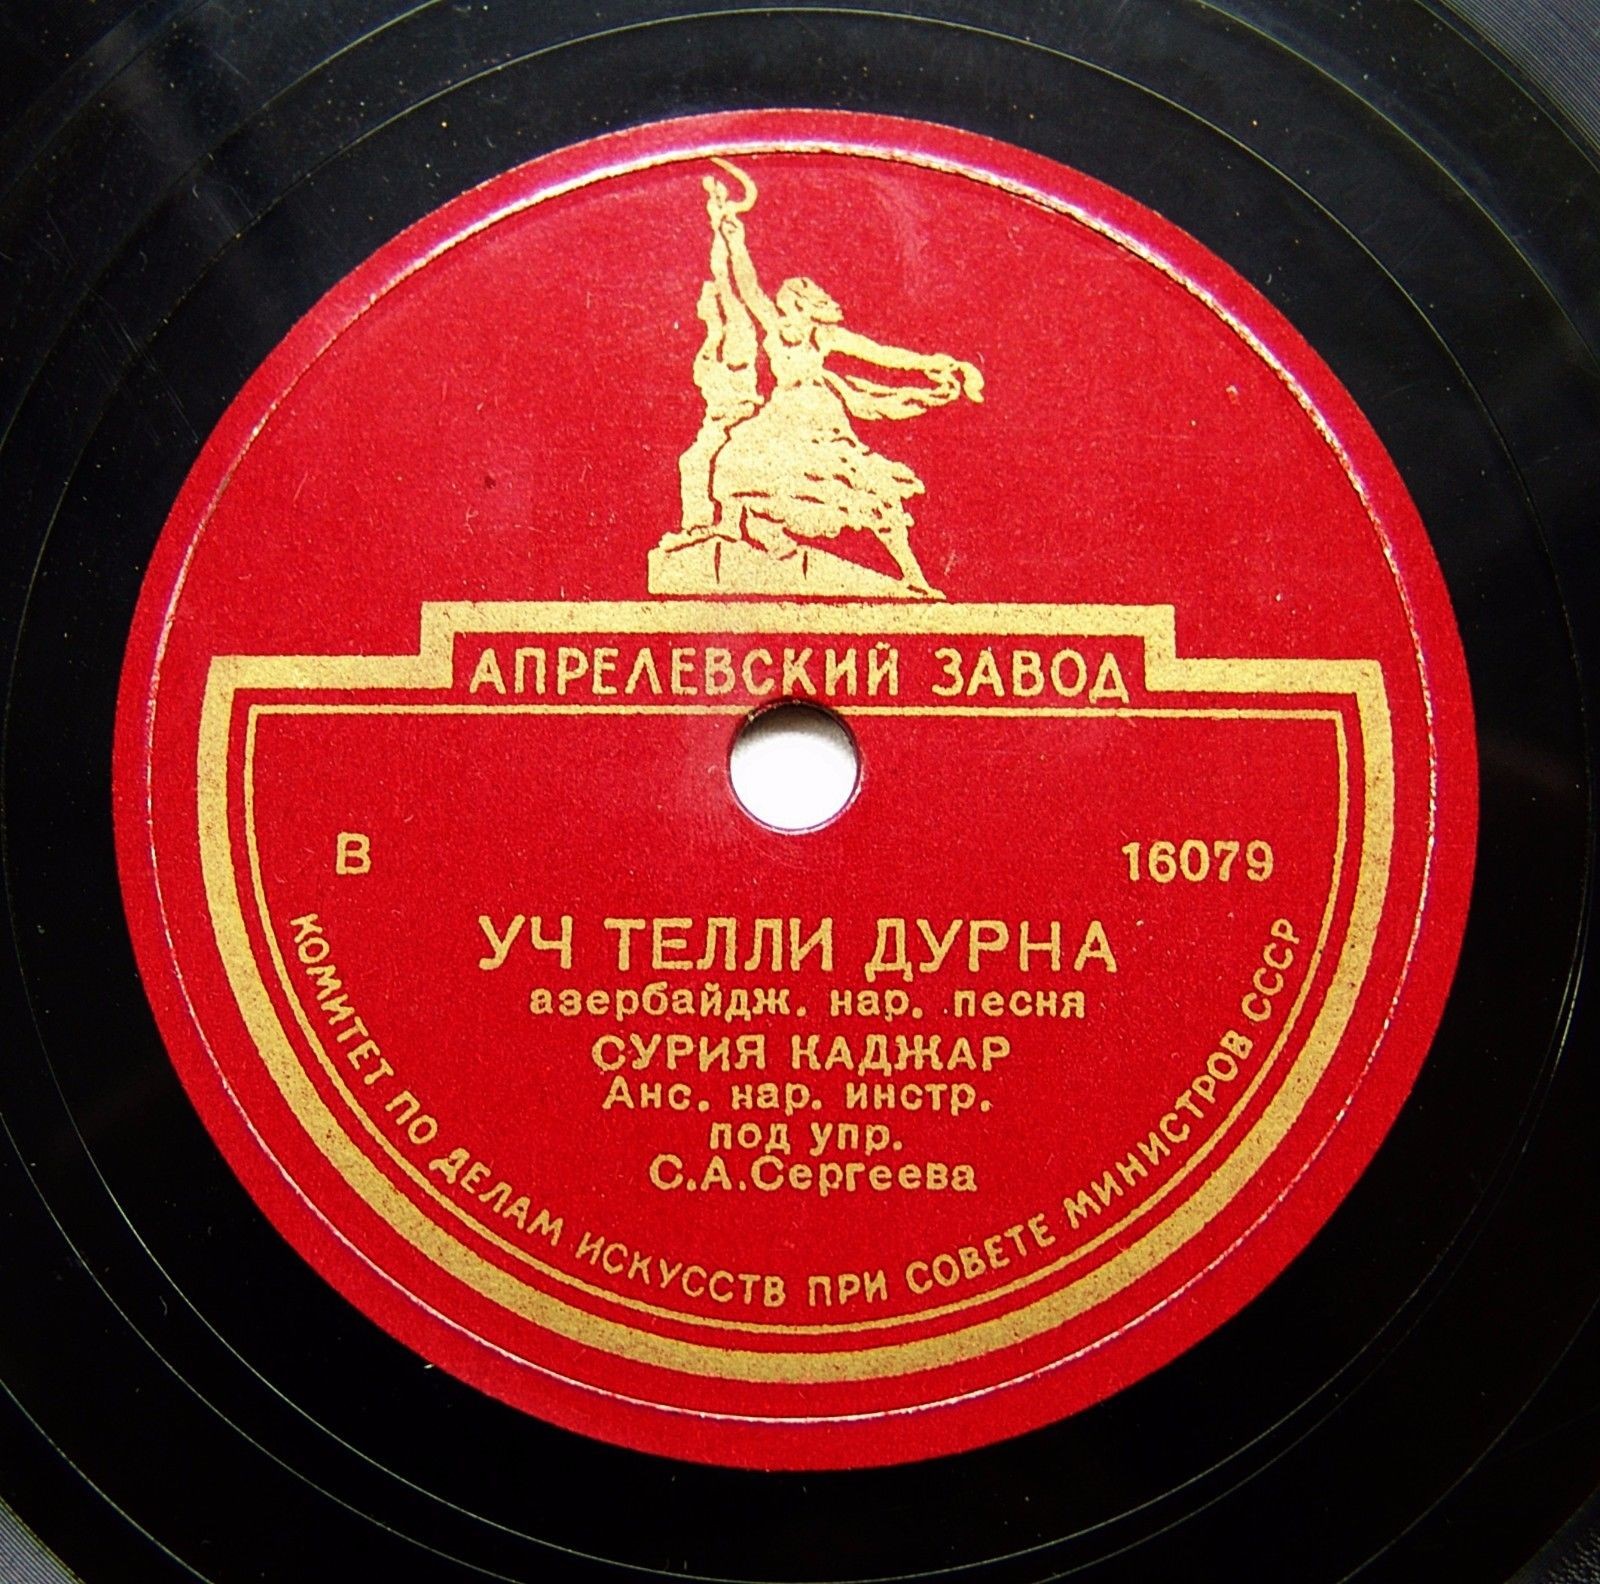 АПРЕЛЕВСКИЙ ЗАВОД
В 16079
УЧ ТЕЛЛИ ДУРНА
азербайдж. нар. песня
СУРИЯ КАДЖАР
Анс. нар. инстр.
под упр.
С.А.Сергеева
КОМИТЕТ ПО ДЕЛАМ ИСКУССТВ ПРИ СОВЕТЕ МИНИСТРОВ СССР